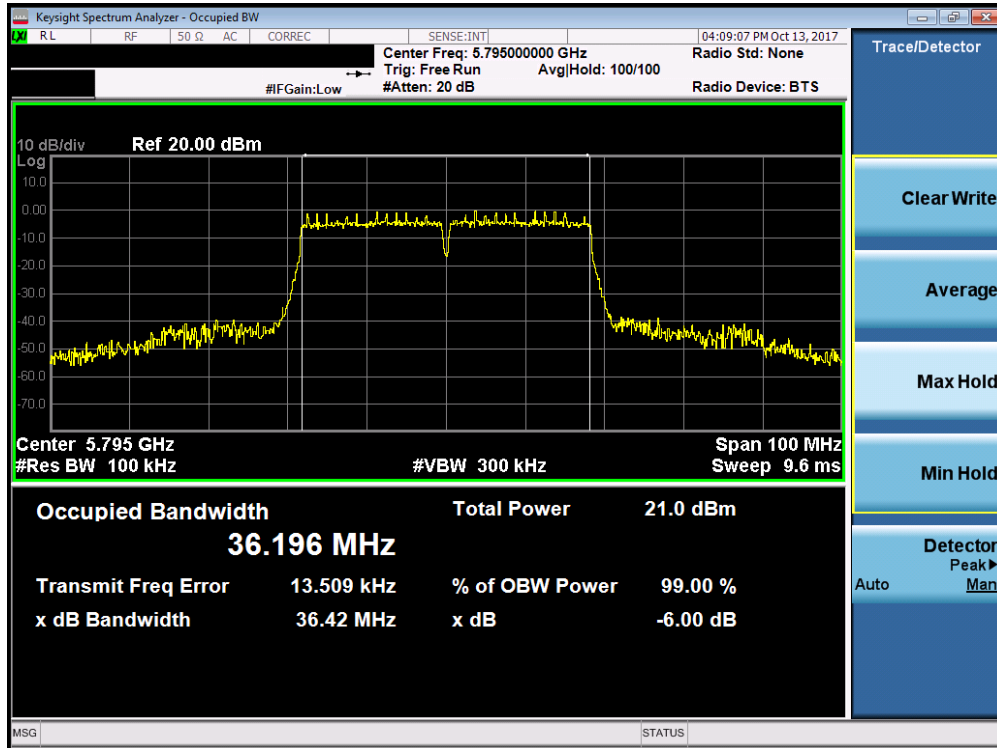 Keysight Spectrum Analyzer - Occupied BW
LXI RL RF 50 Ω AC CORREC SENSE:INT 04:09:07 PM Oct 13, 2017
Center Freq: 5.795000000 GHz Radio Std: None
Trig: Free Run Avg|Hold: 100/100
#IFGain:Low #Atten: 20 dB Radio Device: BTS
Trace/Detector
10 dB/div Ref 20.00 dBm
Log
10.0
0.00
-10.0
-20.0
-30.0
-40.0
-50.0
-60.0
-70.0
Center 5.795 GHz Span 100 MHz
#Res BW 100 kHz #VBW 300 kHz Sweep 9.6 ms
Occupied Bandwidth Total Power 21.0 dBm
36.196 MHz
Transmit Freq Error 13.509 kHz % of OBW Power 99.00 %
x dB Bandwidth 36.42 MHz x dB -6.00 dB
Clear Write
Average
Max Hold
Min Hold
Detector
Peak▶
Auto Man
MSG STATUS